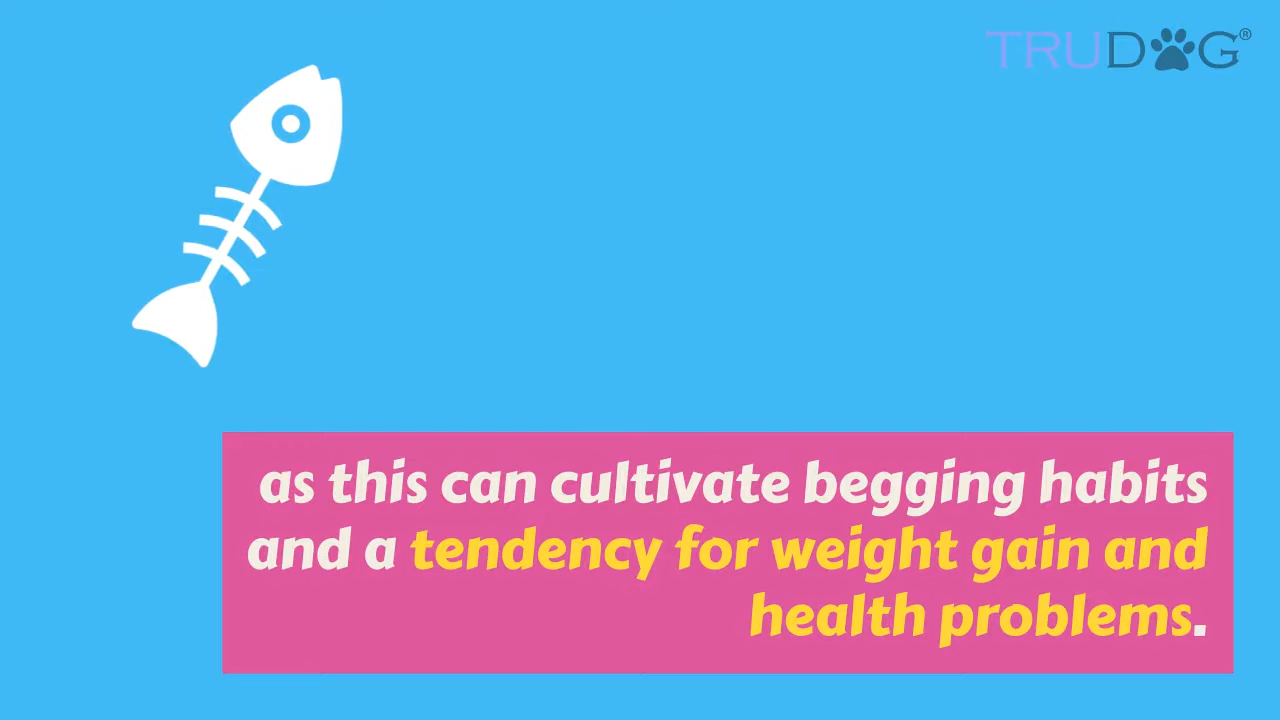 TRUDOG®
as this can cultivate begging habits
and a tendency for weight gain and
health problems.